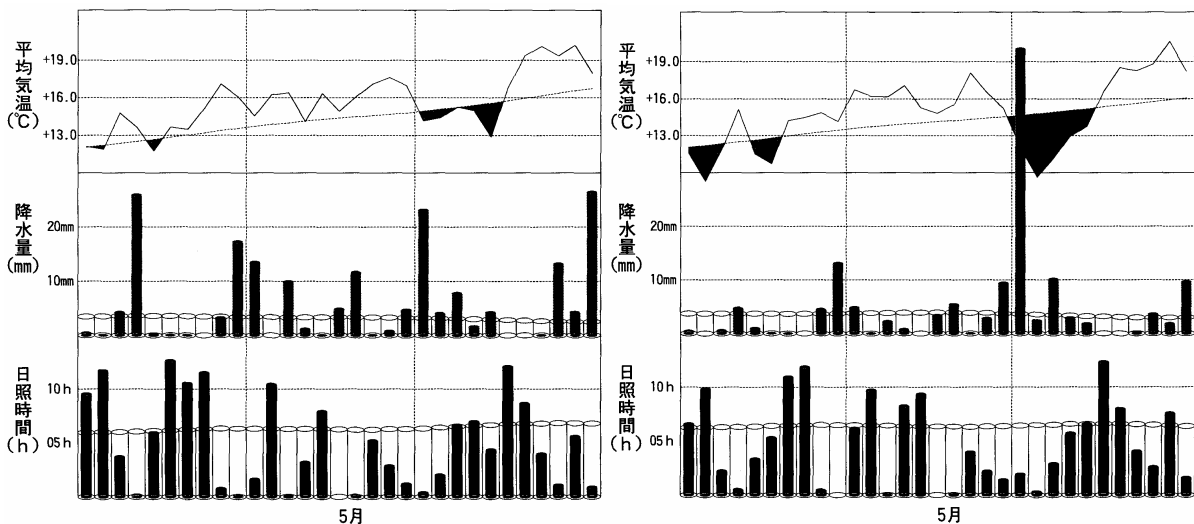 平均気温(℃)
+19.0
+16.0
+13.0
降水量(mm)
20mm
10mm
日照時間(h)
10h
05h
5月
平均気温(℃)
+19.0
+16.0
+13.0
降水量(mm)
20mm
10mm
日照時間(h)
10h
05h
5月